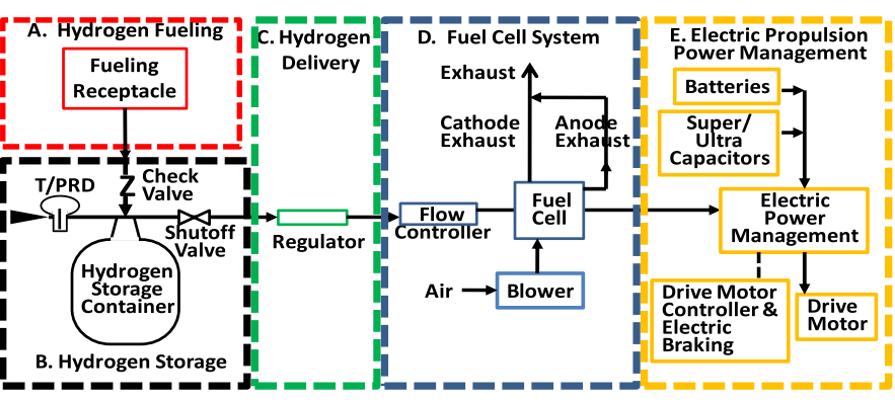 A. Hydrogen Fueling
Fueling
Receptacle
T/PRD
Check
Valve
Shutoff
Valve
Hydrogen
Storage
Container
B. Hydrogen Storage
C. Hydrogen
Delivery
Regulator
D. Fuel Cell System
Exhaust
Cathode
Exhaust
Anode
Exhaust
Flow
Controller
Fuel
Cell
Air
Blower
E. Electric Propulsion
Power Management
Batteries
Super/
Ultra
Capacitors
Electric
Power
Management
Drive Motor
Controller &
Electric
Braking
Drive
Motor